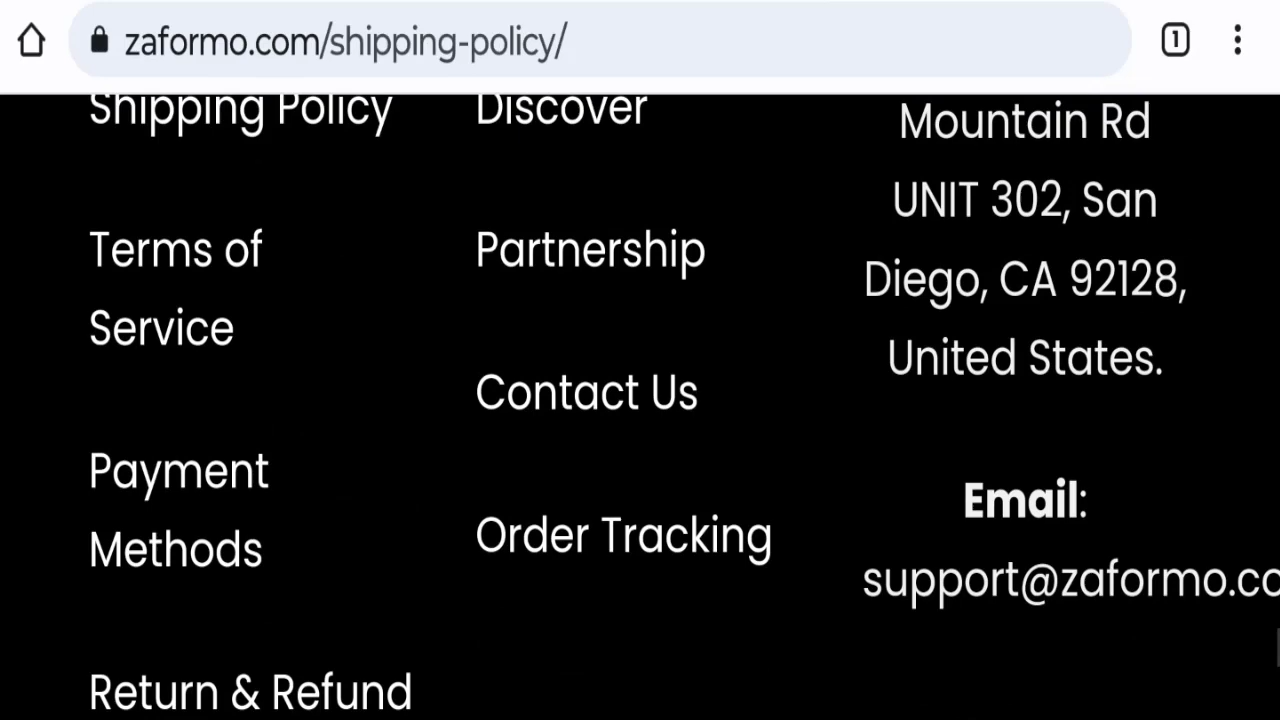 zaformo.com/shipping-policy/
1
Shipping Policy
Terms of
Service
Payment
Methods
Return & Refund
Discover
Partnership
Contact Us
Order Tracking
Mountain Rd
UNIT 302, San
Diego, CA 92128,
United States.
Email:
support@zaformo.co